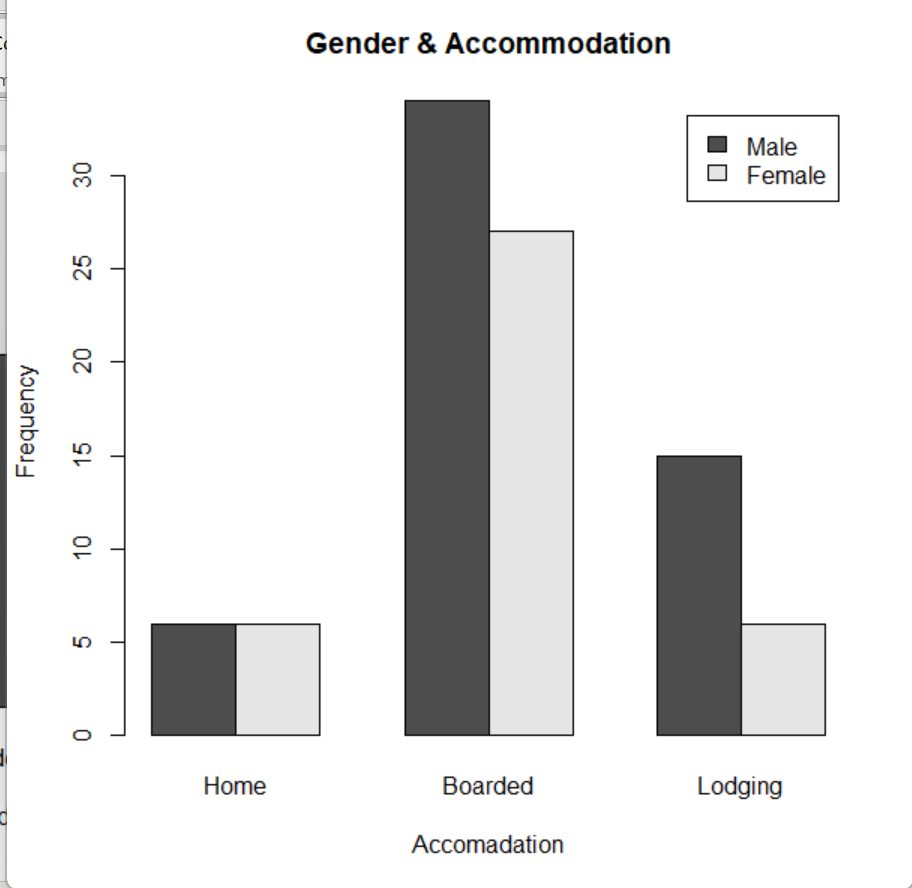 Gender & Accommodation
Male
Female
Frequency
30
25
20
15
10
5
0
Home Boarded Lodging
Accomadation